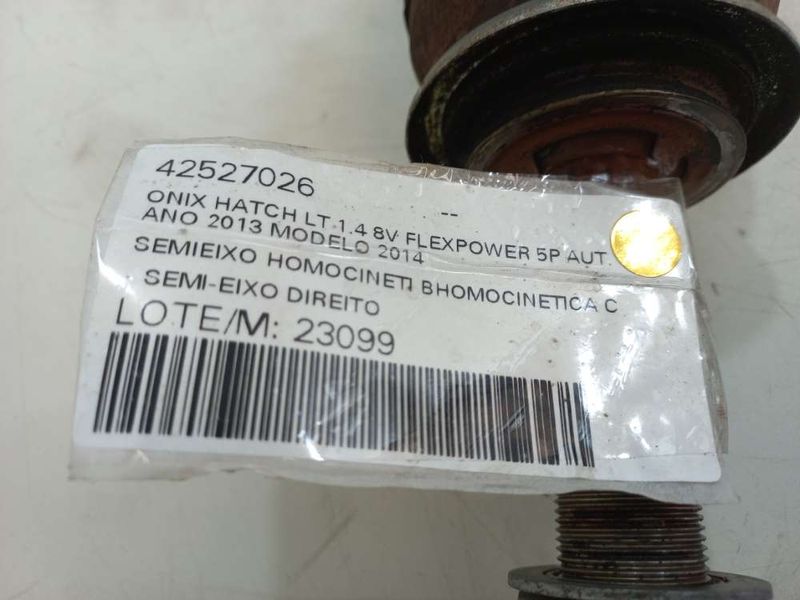 42527026 --
ONIX HATCH LT 1.4 8V FLEXPOWER 5P AUT.
ANO 2013 MODELO 2014
SEMIEIXO HOMOCINETI BHOMOCINETICA C
SEMI-EIXO DIREITO
LOTE/M: 23099